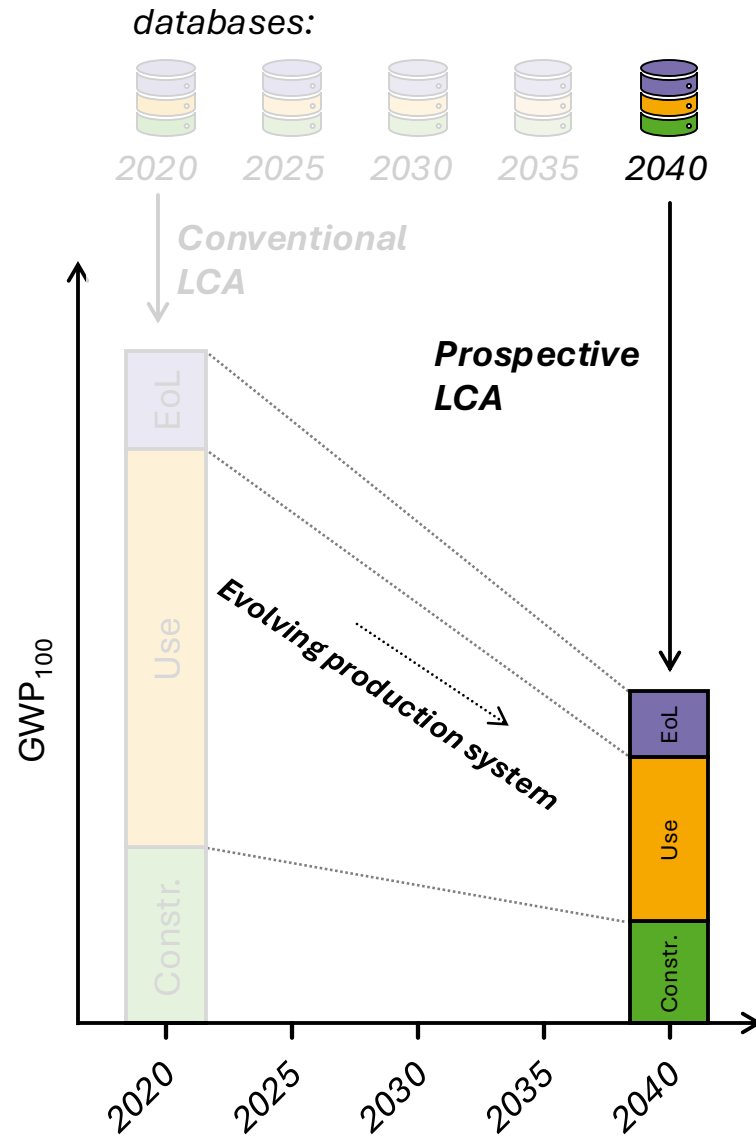 databases:
2020 2025 2030 2035 2040
Conventional
LCA
Prospective
LCA
EoL
Use
Constr.
Evolving production system
EoL
Use
Constr.
GWP100
2020 2025 2030 2035 2040